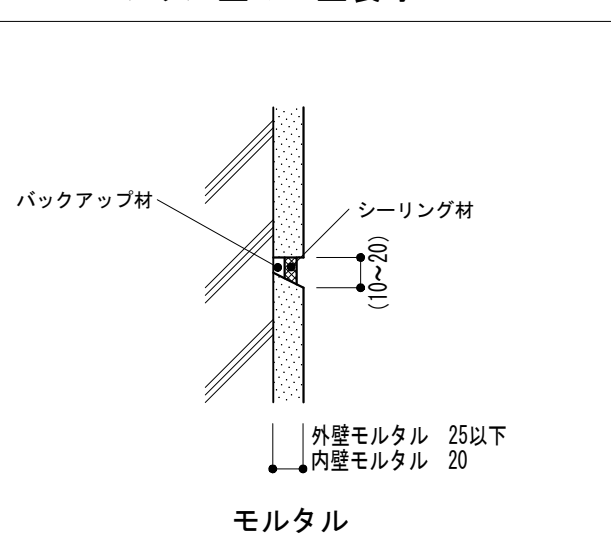 バックアップ材
シーリング材
(10~20)
外壁モルタル 25以下
内壁モルタル 20
モルタル